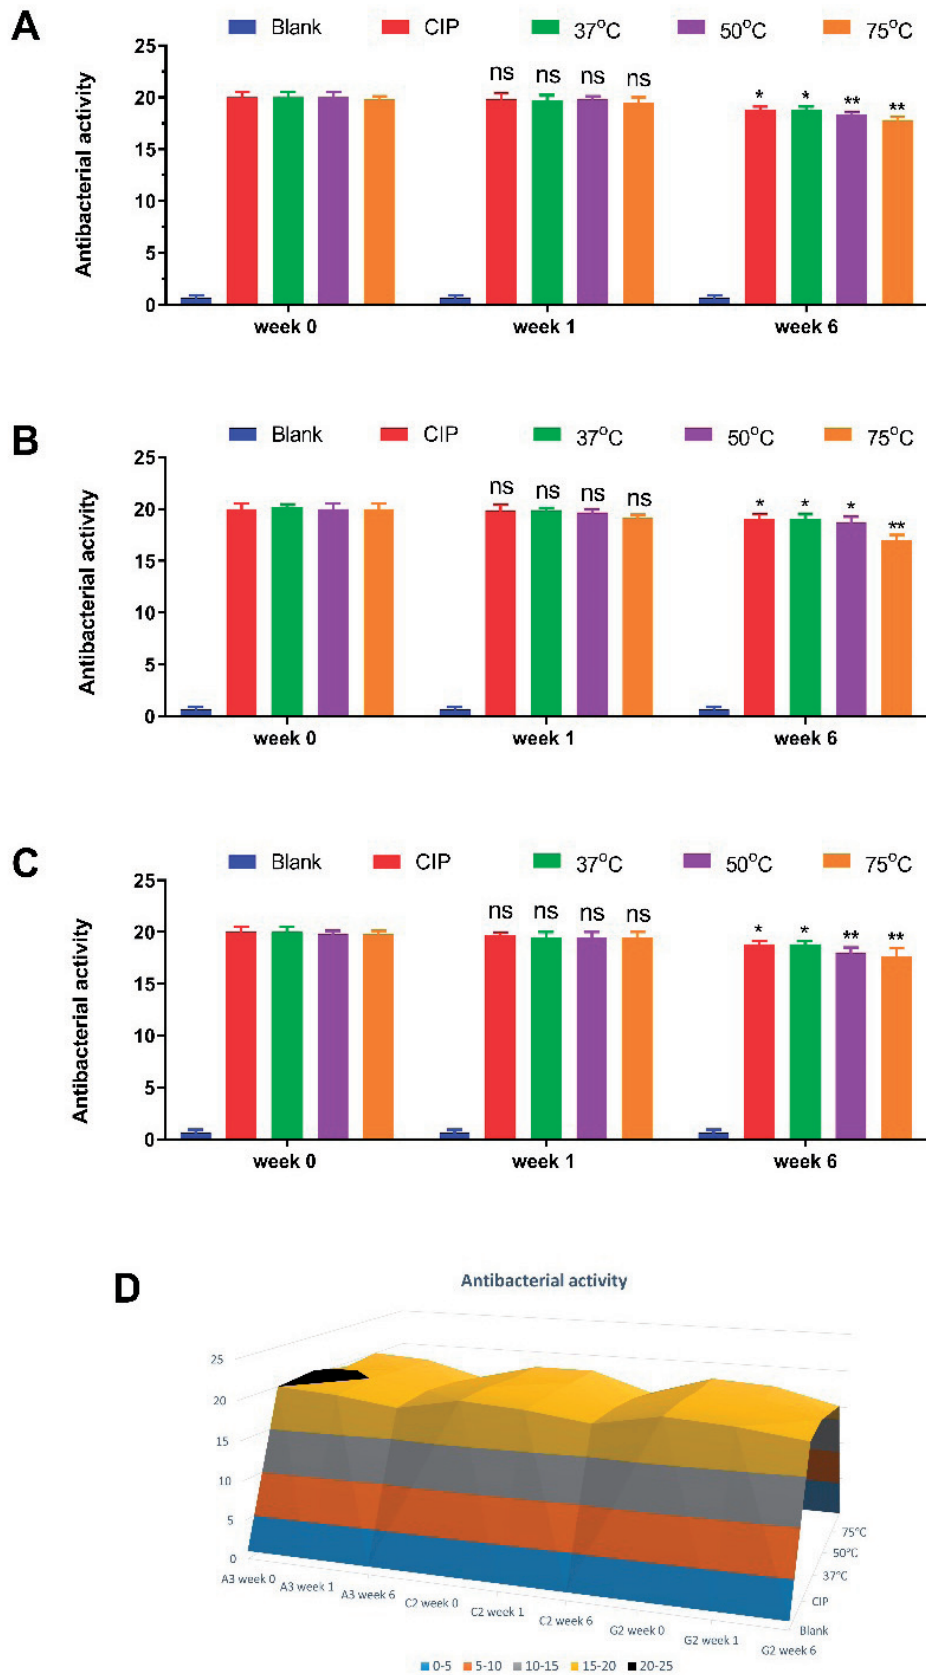 A
Blank CIP 37°C 50°C 75°C
Antibacterial activity
25
20
15
10
5
0
ns ns ns ns
* * ** **
week 0 week 1 week 6
B
Blank CIP 37°C 50°C 75°C
Antibacterial activity
25
20
15
10
5
0
ns ns ns ns
* * * **
week 0 week 1 week 6
C
Blank CIP 37°C 50°C 75°C
Antibacterial activity
25
20
15
10
5
0
ns ns ns ns
* * ** **
week 0 week 1 week 6
D
Antibacterial activity
25
20
15
10
5
0
A3 week 0 A3 week 1 A3 week 6 C2 week 0 C2 week 1 C2 week 6 G2 week 0 G2 week 1 G2 week 6
75°C
50°C
37°C
CIP
Blank
0-5 5-10 10-15 15-20 20-25